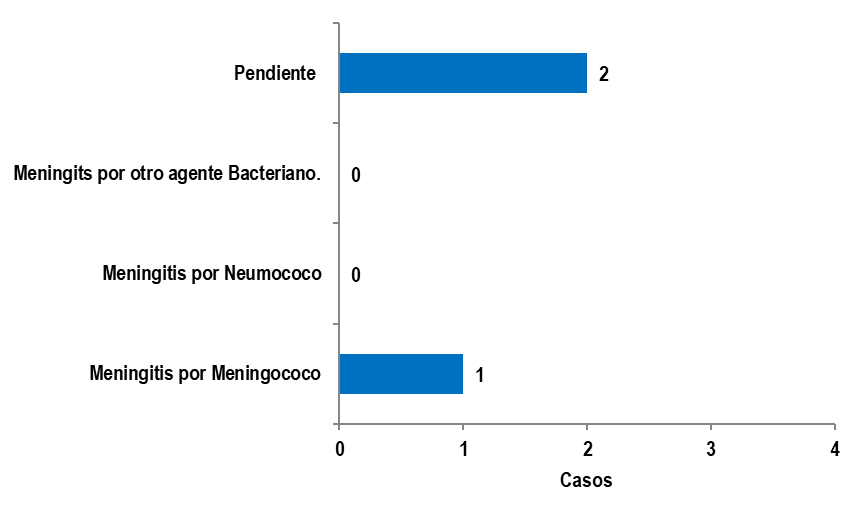 Pendiente
2
Meningits por otro agente Bacteriano.
0
Meningitis por Neumococo
0
Meningitis por Meningococo
1
0 1 2 3 4
Casos